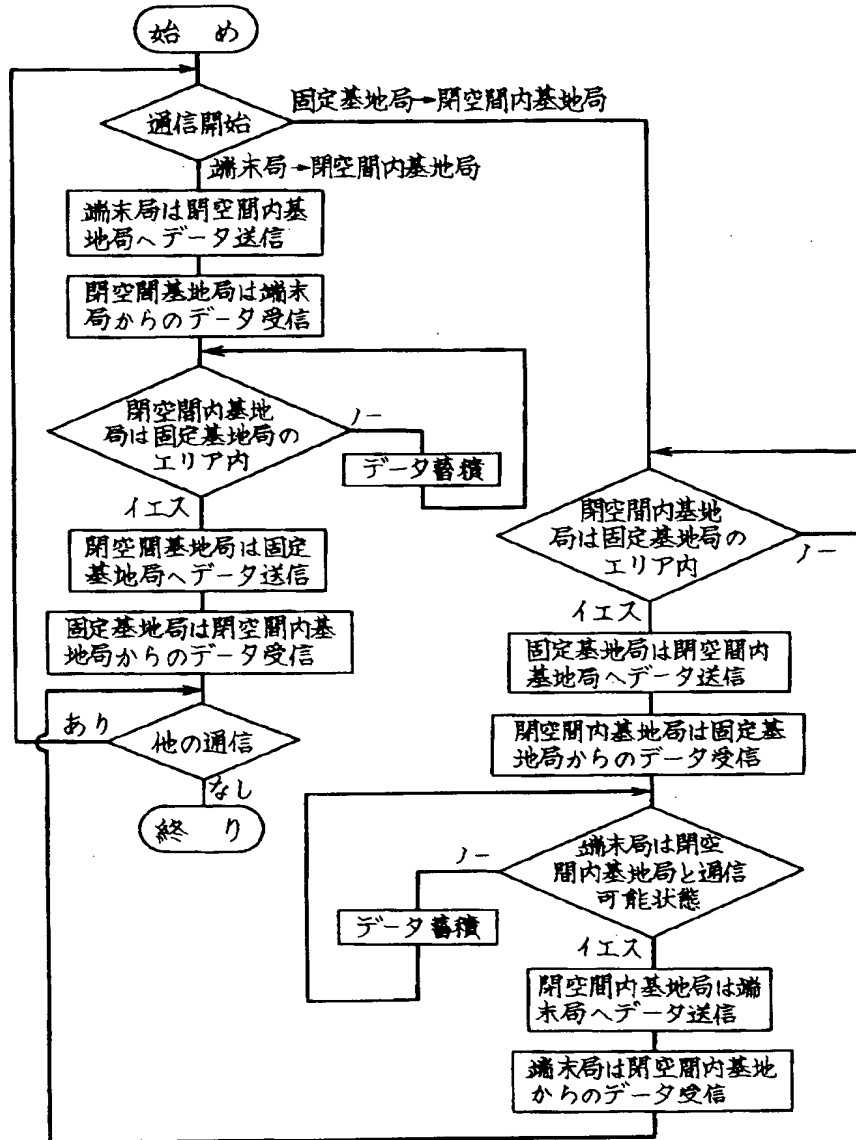 始め
通信開始
固定基地局→閉空間内基地局
端末局→閉空間内基地局
端末局は閉空間内基
地局へデータ送信
閉空間基地局は端末
局からのデータ受信
閉空間内基地
局は固定基地局の
エリア内
ノー
データ蓄積
イエス
閉空間基地局は固定
基地局へデータ送信
固定基地局は閉空間内基
地局からのデータ受信
あり
他の通信
なし
終り
閉空間内基地
局は固定基地局の
エリア内
ノー
イエス
固定基地局は閉空間内
基地局へデータ送信
閉空間内基地局は固定基
地局からのデータ受信
端末局は閉空
間内基地局と通信
可能状態
ノー
データ蓄積
イエス
閉空間内基地局は端
末局へデータ送信
端末局は閉空間内基地
からのデータ受信